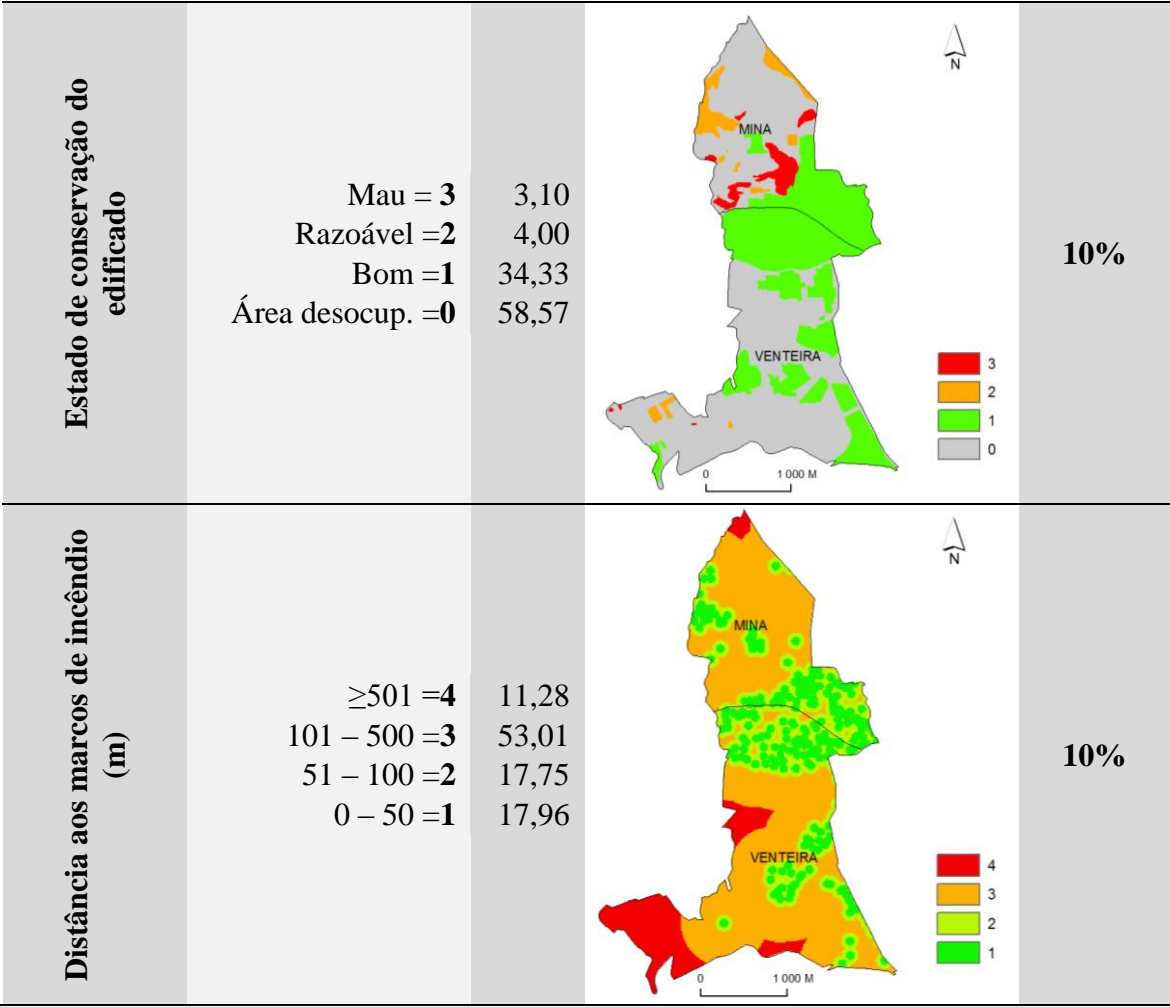 Estado de conservação do
edificado
Mau = 3 3,10
Razoável =2 4,00
Bom =1 34,33
Área desocup. =0 58,57
N
MINA
VENTEIRA
3
2
1
0
0 1 000 M
10%
Distância aos marcos de incêndio
(m)
≥501 =4 11,28
101 – 500 =3 53,01
51 – 100 =2 17,75
0 – 50 =1 17,96
N
MINA
VENTEIRA
4
3
2
1
0 1 000 M
10%